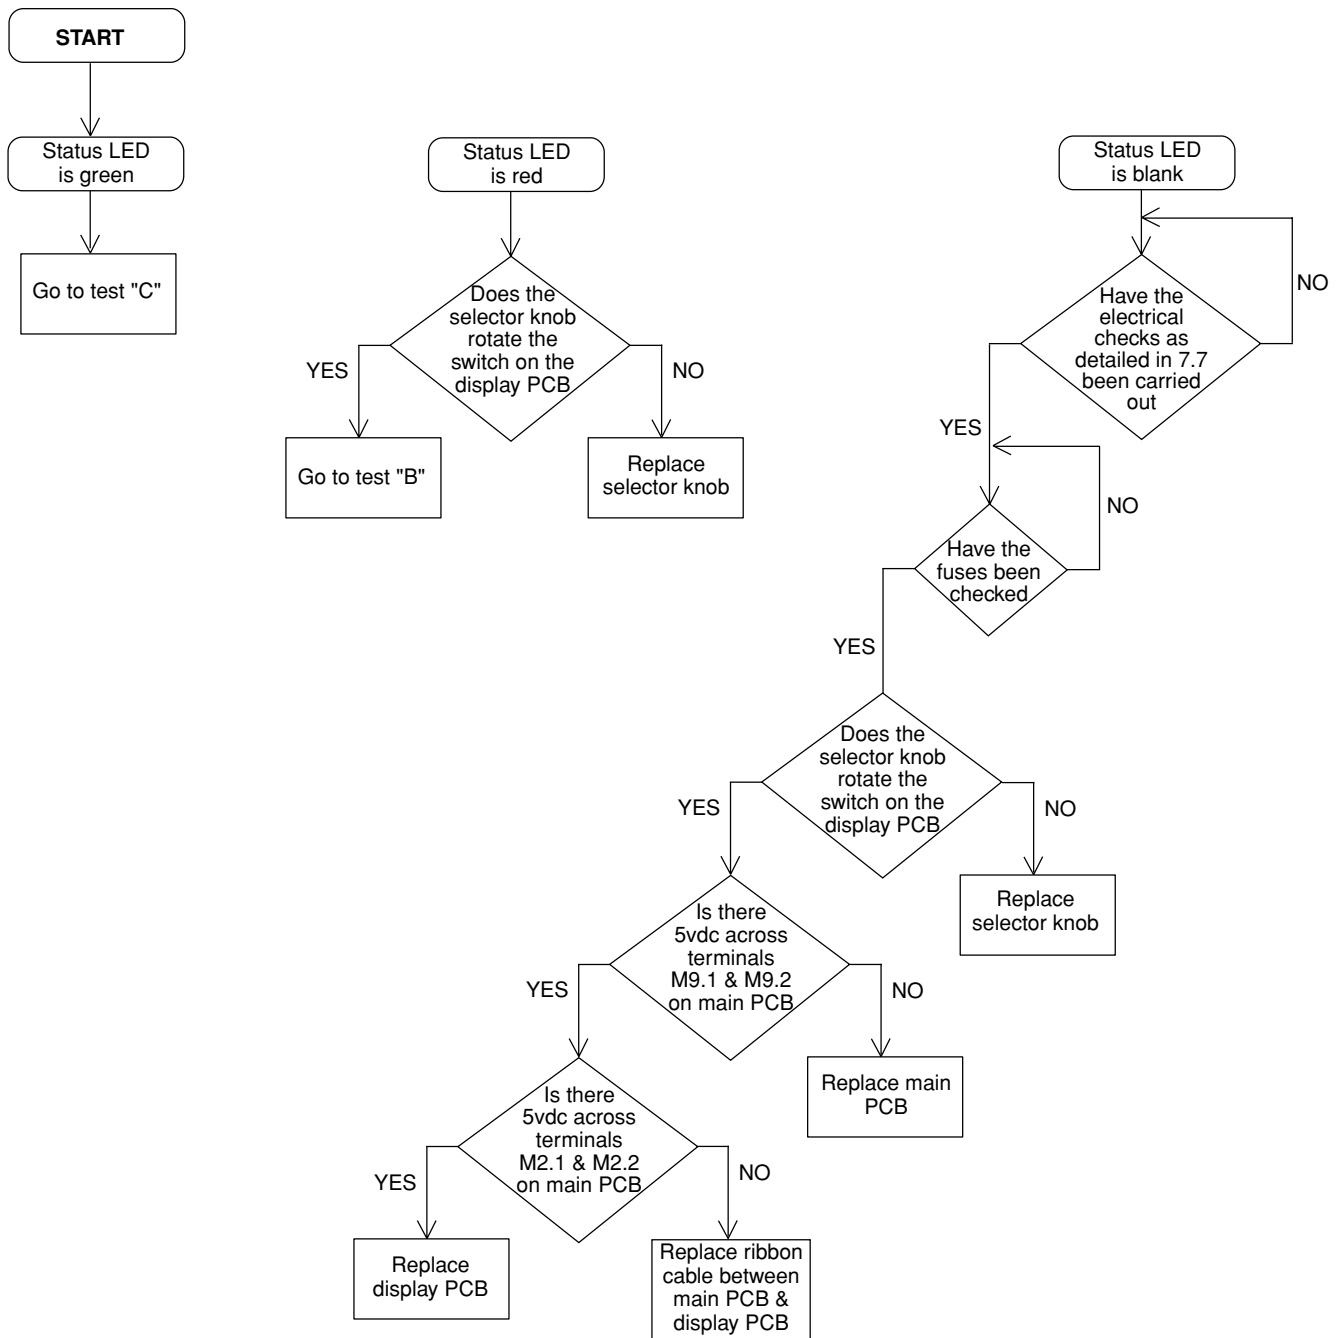 START
Status LED
is green
Go to test "C"
Status LED
is red
Does the
selector knob
rotate the
switch on the
display PCB
YES
NO
Go to test "B"
Replace
selector knob
Status LED
is blank
NO
Have the
electrical
checks as
detailed in 7.7
been carried
out
YES
NO
Have the
fuses been
checked
YES
Does the
selector knob
rotate the
switch on the
display PCB
YES
NO
Replace
selector knob
Is there
5vdc across
terminals
M9.1 & M9.2
on main PCB
YES
NO
Replace main
PCB
Is there
5vdc across
terminals
M2.1 & M2.2
on main PCB
YES
NO
Replace
display PCB
Replace ribbon
cable between
main PCB &
display PCB